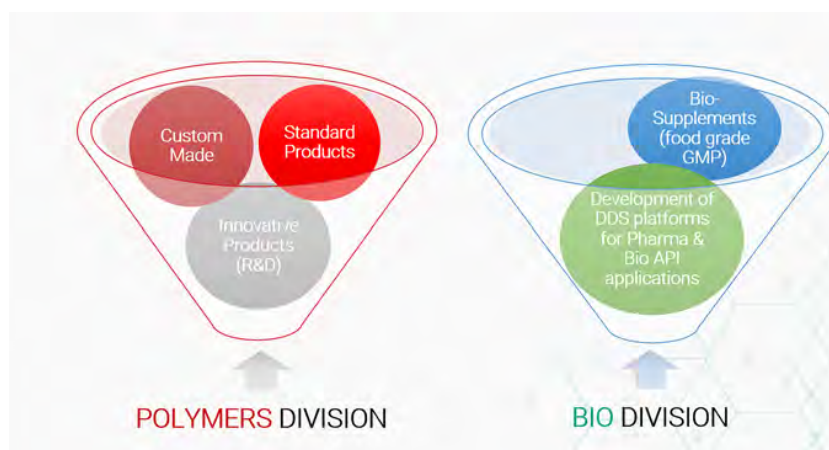 Custom
Made
Standard
Products
Innovative
Products
(R&D)
Bio-
Supplements
(food grade
GMP)
Development of
DDS platforms
for Pharma &
Bio API
applications
POLYMERS DIVISION
BIO DIVISION